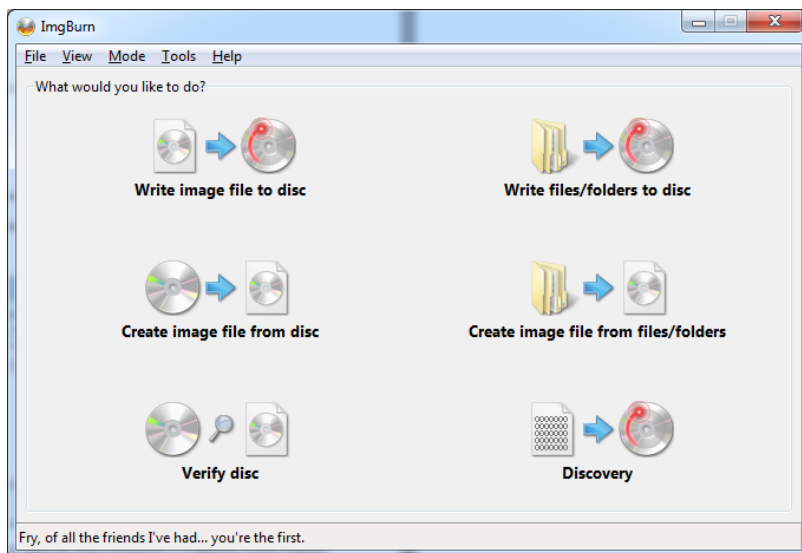 ImgBurn
File View Mode Tools Help
What would you like to do?
Write image file to disc
Write files/folders to disc
Create image file from disc
Create image file from files/folders
Verify disc
Discovery
Fry, of all the friends I've had... you're the first.